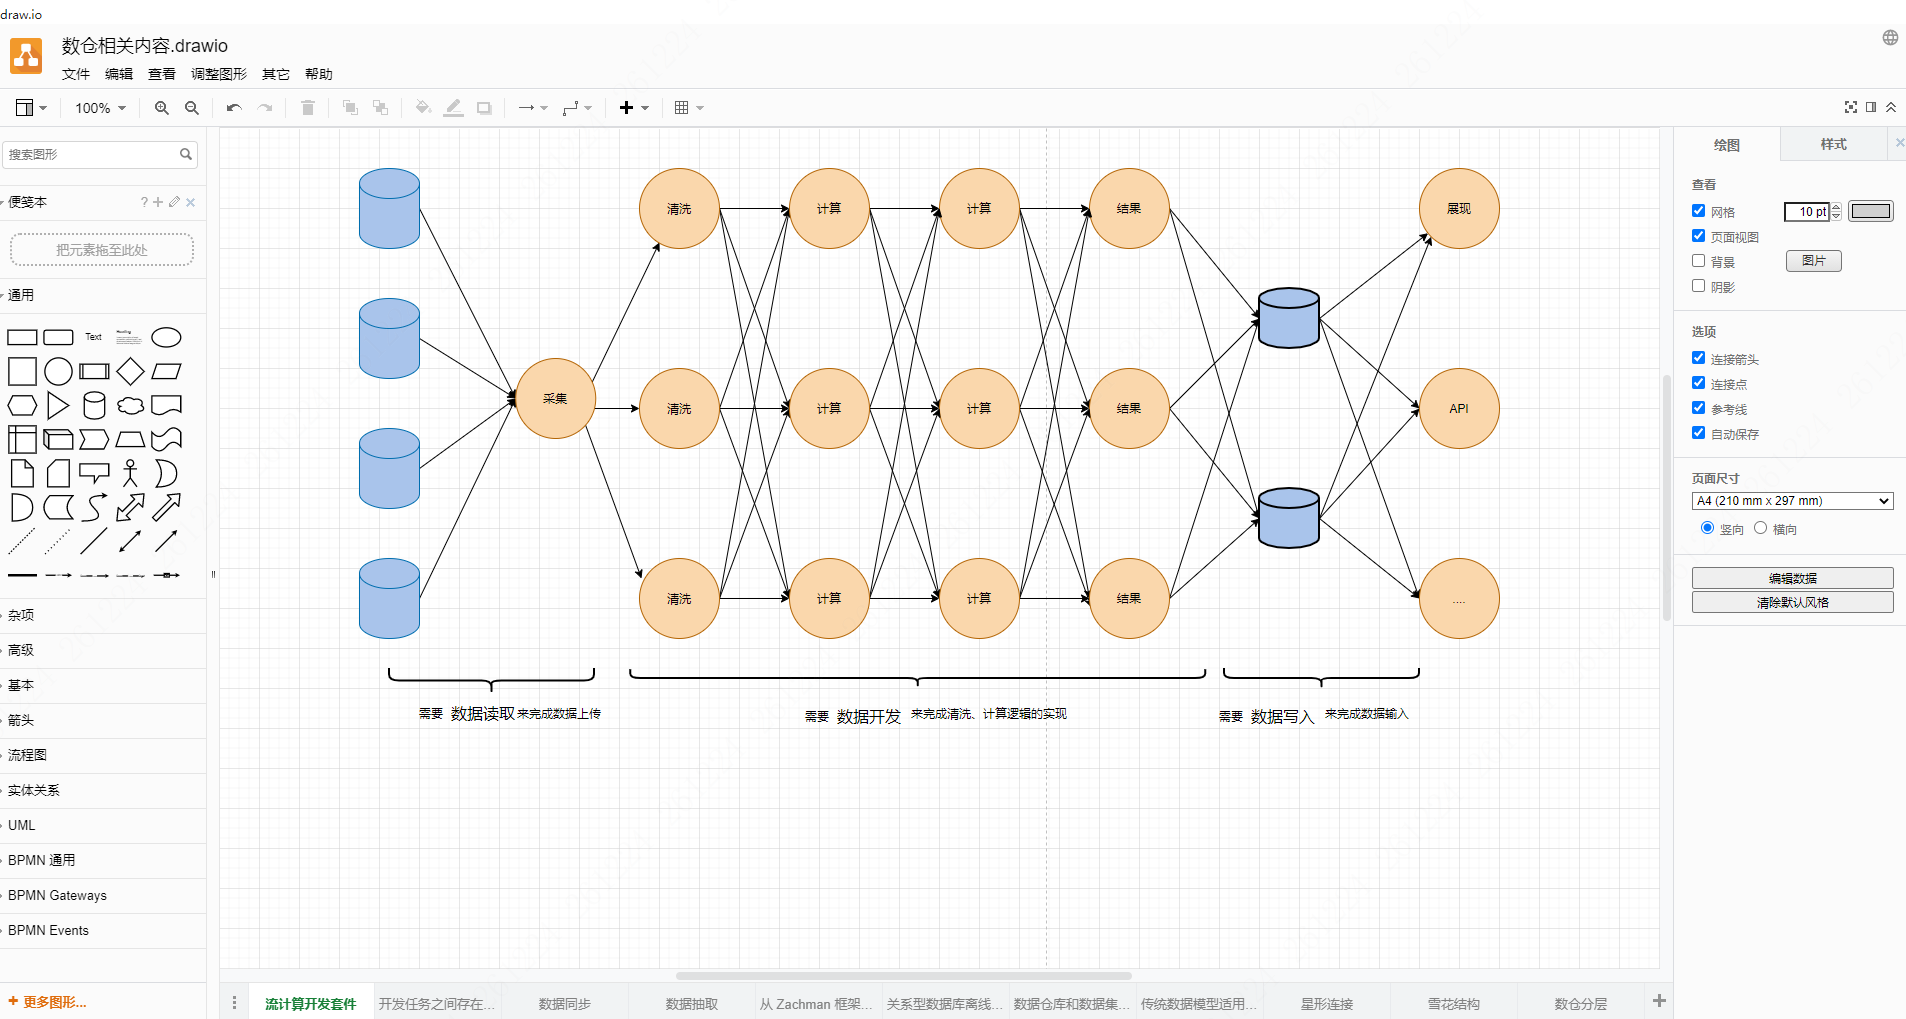 draw.io
数仓相关内容.drawio
文件 编辑 查看 调整图形 其它 帮助
100%
搜索图形
便笺本
?
把元素拖至此处
通用
Text
杂项
高级
基本
箭头
流程图
实体关系
UML
BPMN 通用
BPMN Gateways
BPMN Events
更多图形...
清洗 计算 计算 结果 展现
采集
清洗 计算 计算 结果 API
清洗 计算 计算 结果 ....
需要 数据读取 来完成数据上传
需要 数据开发 来完成清洗、计算逻辑的实现
需要 数据写入 来完成数据输入
绘图 样式
查看
网格 10 pt
页面视图
背景 图片
阴影
选项
连接箭头
连接点
参考线
自动保存
页面尺寸
A4 (210 mm x 297 mm)
竖向 横向
编辑数据
清除默认风格
流计算开发套件 开发任务之间存在... 数据同步 数据抽取 从 Zachman 框架... 关系型数据库离线... 数据仓库和数据集... 传统数据模型适用... 星形连接 雪花结构 数仓分层